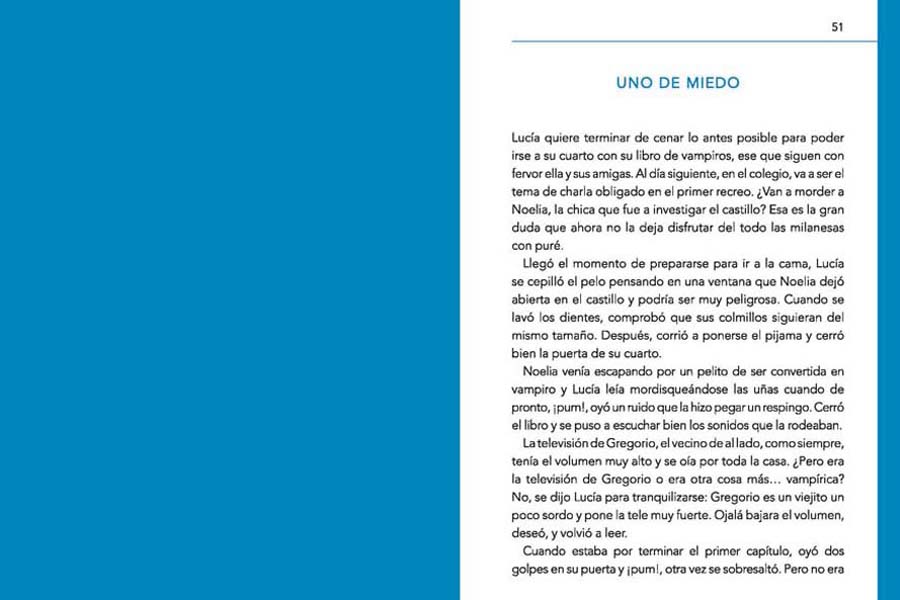 51
UNO DE MIEDO
Lucía quiere terminar de cenar lo antes posible para poder
irse a su cuarto con su libro de vampiros, ese que siguen con
fervor ella y sus amigas. Al día siguiente, en el colegio, va a ser el
tema de charla obligado en el primer recreo. ¿Van a morder a
Noelia, la chica que fue a investigar el castillo? Esa es la gran
duda que ahora no la deja disfrutar del todo las milanesas
con puré.
Llegó el momento de prepararse para ir a la cama, Lucía
se cepilló el pelo pensando en una ventana que Noelia dejó
abierta en el castillo y podría ser muy peligrosa. Cuando se
lavó los dientes, comprobó que sus colmillos siguieran del
mismo tamaño. Después, corrió a ponerse el pijama y cerró
bien la puerta de su cuarto.
Noelia venía escapando por un pelito de ser convertida en
vampiro y Lucía leía mordisqueándose las uñas cuando de
pronto, ¡pum!, oyó un ruido que la hizo pegar un respingo. Cerró
el libro y se puso a escuchar bien los sonidos que la rodeaban.
La televisión de Gregorio, el vecino de al lado, como siempre,
tenía el volumen muy alto y se oía por toda la casa. ¿Pero era
la televisión de Gregorio o era otra cosa más… vampírica?
No, se dijo Lucía para tranquilizarse: Gregorio es un viejito un
poco sordo y pone la tele muy fuerte. Ojalá bajara el volumen,
deseó, y volvió a leer.
Cuando estaba por terminar el primer capítulo, oyó dos
golpes en su puerta y ¡pum!, otra vez se sobresaltó. Pero no era